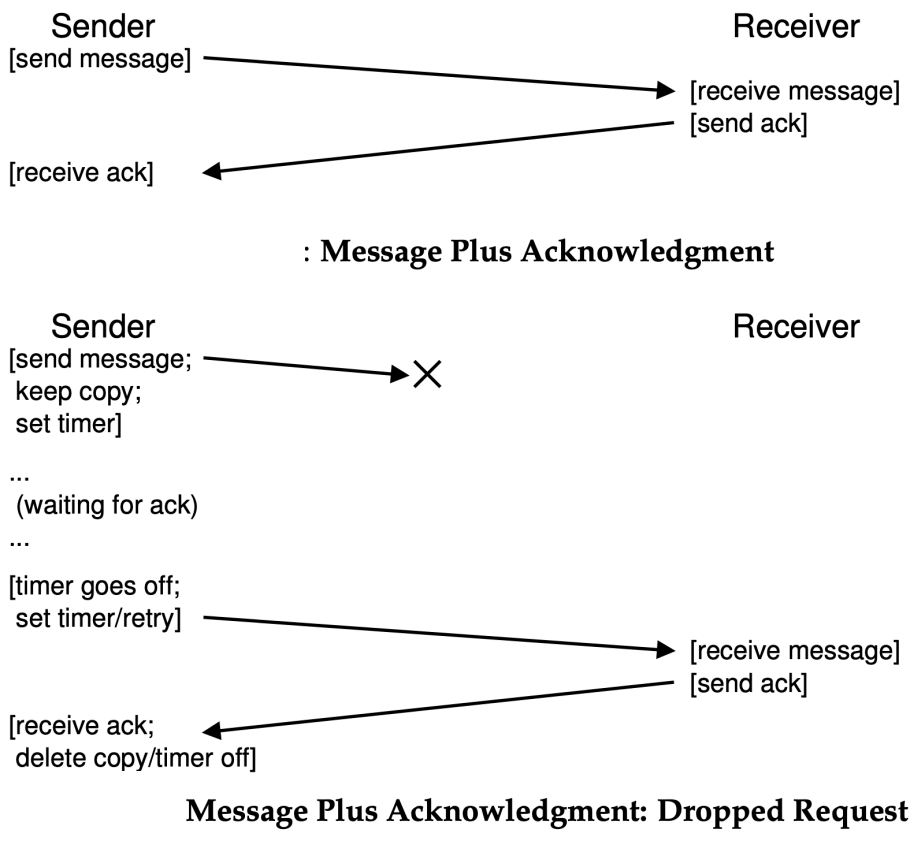 Sender Receiver
[send message]
[receive message]
[send ack]
[receive ack]
: Message Plus Acknowledgment
Sender Receiver
[send message;
keep copy;
set timer]
...
(waiting for ack)
...
[timer goes off;
set timer/retry]
[receive message]
[send ack]
[receive ack;
delete copy/timer off]
Message Plus Acknowledgment: Dropped Request